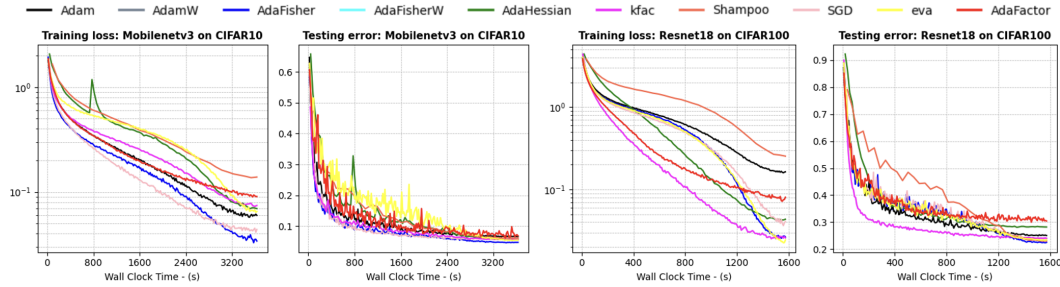 Adam AdamW AdaFisher AdaFisherW AdaHessian kfac Shampoo SGD eva AdaFactor
Training loss: Mobilenetv3 on CIFAR10
10⁰
10⁻¹
0 800 1600 2400 3200
Wall Clock Time - (s)
Testing error: Mobilenetv3 on CIFAR10
0.6
0.5
0.4
0.3
0.2
0.1
0 800 1600 2400 3200
Wall Clock Time - (s)
Training loss: Resnet18 on CIFAR100
10⁰
10⁻¹
0 400 800 1200 1600
Wall Clock Time - (s)
Testing error: Resnet18 on CIFAR100
0.9
0.8
0.7
0.6
0.5
0.4
0.3
0.2
0 400 800 1200 1600
Wall Clock Time - (s)